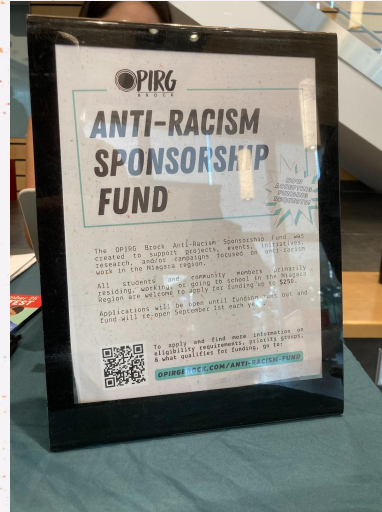 OPIRG
BROCK
ANTI-RACISM
SPONSORSHIP
FUND
NOW
ACCEPTING
FUNDING
REQUESTS!
The OPIRG Brock Anti-Racism Sponsorship Fund was
created to support projects, events, initiatives,
research, and/or campaigns focused on anti-racism
work in the Niagara region.
All students and community members primarily
residing, working, or going to school in the Niagara
Region are welcome to apply for funding up to $250.
Applications will be open until funding runs out and
fund will re-open September 1st each year.
To apply and find more information on
eligibility requirements, priority groups,
& what qualifies for funding, go to:
OPIRGBROCK.COM/ANTI-RACISM-FUND